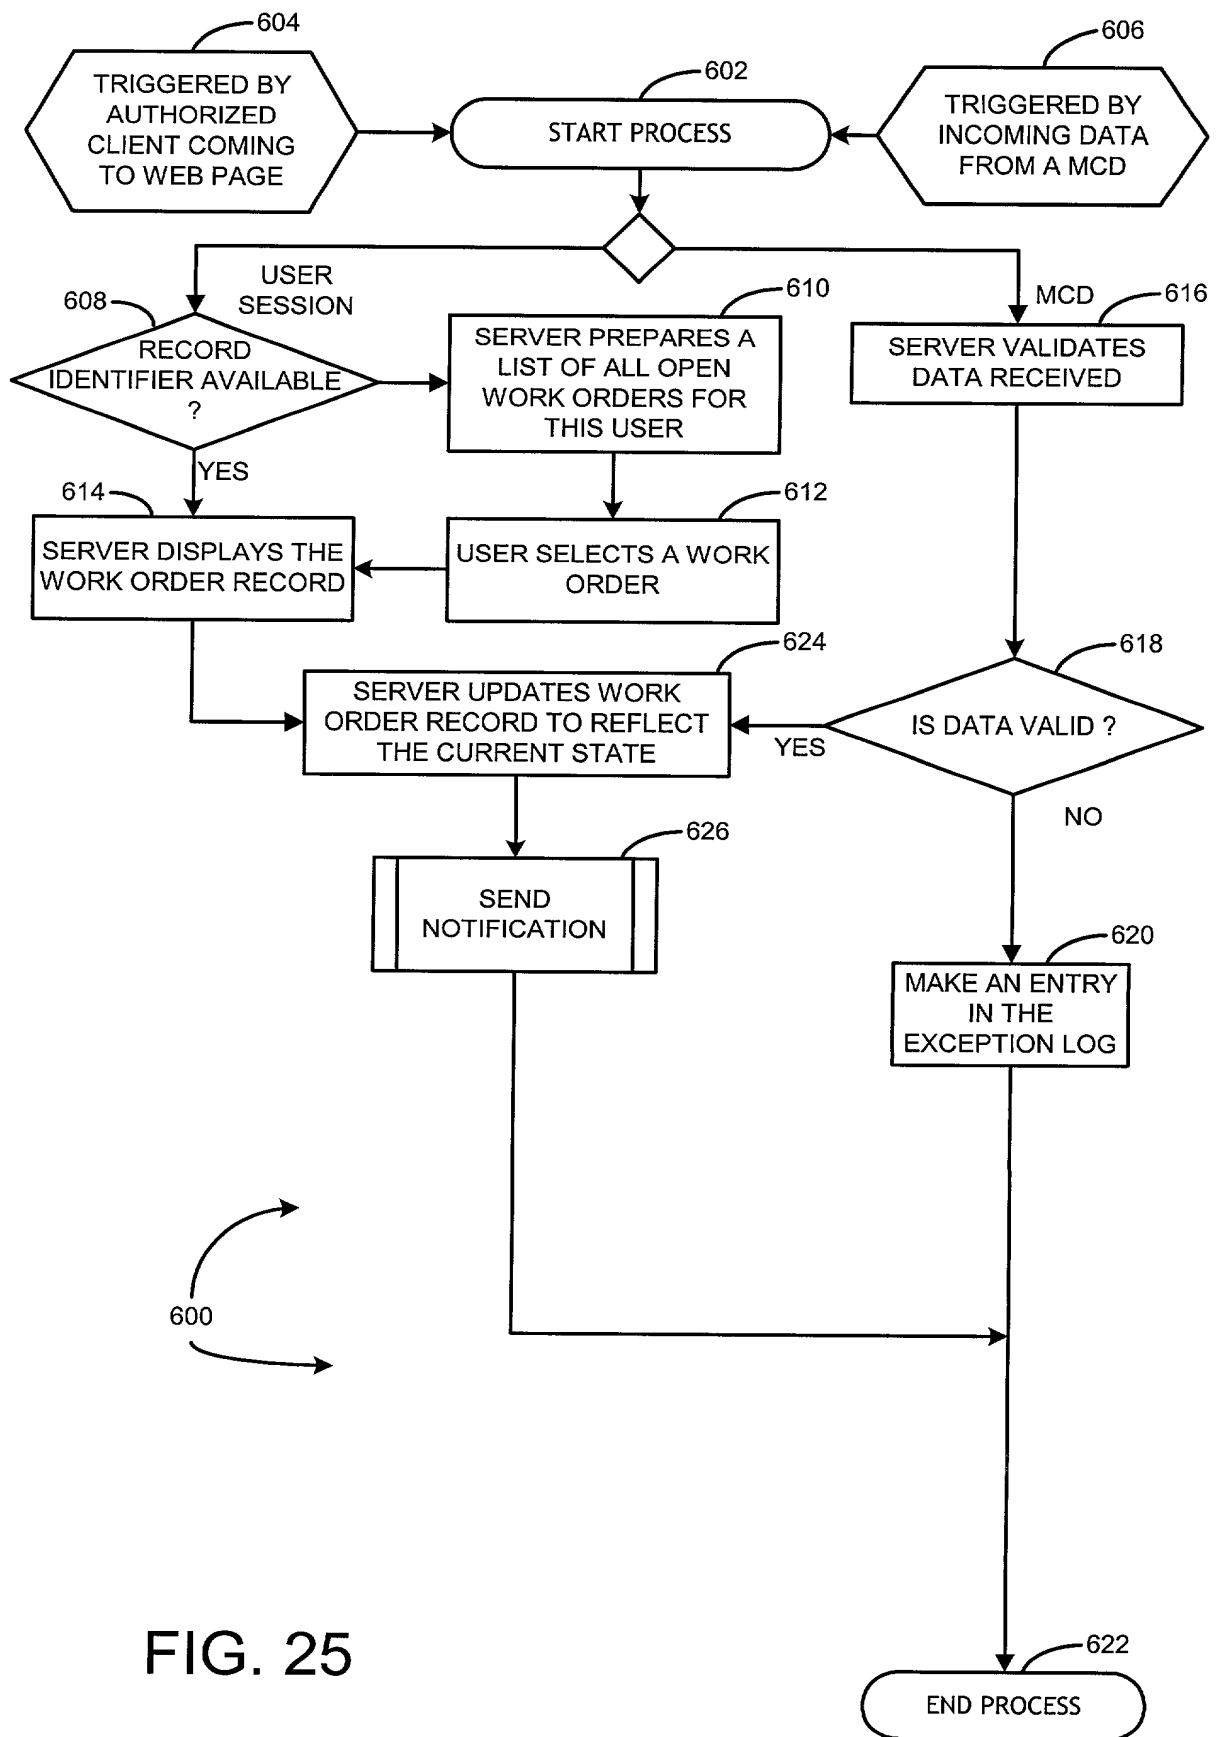 604
606
602
TRIGGERED BY
AUTHORIZED
CLIENT COMING
TO WEB PAGE
START PROCESS
TRIGGERED BY
INCOMING DATA
FROM A MCD
USER
SESSION
608
610
MCD
616
RECORD
IDENTIFIER AVAILABLE
?
SERVER PREPARES A
LIST OF ALL OPEN
WORK ORDERS FOR
THIS USER
SERVER VALIDATES
DATA RECEIVED
YES
614
612
SERVER DISPLAYS THE
WORK ORDER RECORD
USER SELECTS A WORK
ORDER
624
618
SERVER UPDATES WORK
ORDER RECORD TO REFLECT
THE CURRENT STATE
YES
IS DATA VALID ?
NO
626
SEND
NOTIFICATION
620
MAKE AN ENTRY
IN THE
EXCEPTION LOG
600
FIG. 25
622
END PROCESS